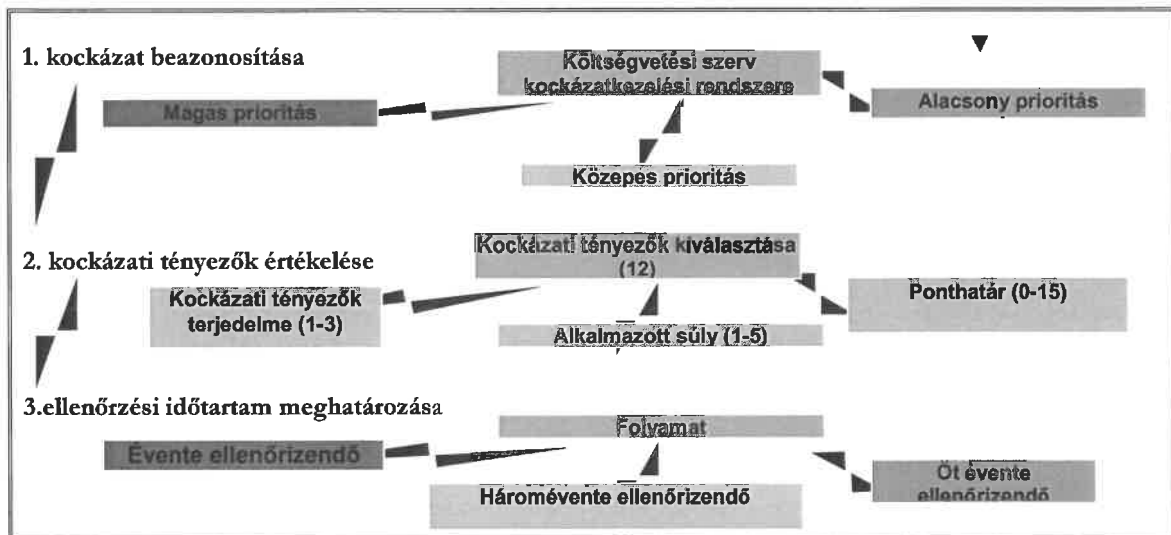 1. kockázat beazonosítása
Költségvetési szerv
kockázatkezelési rendszere
Magas prioritás
Alacsony prioritás
Közepes prioritás
2. kockázati tényezők értékelése
Kockázati tényezők kiválasztása
(12)
Kockázati tényezők
terjedelme (1-3)
Ponthatár (0-15)
Alkalmazott súly (1-5)
3.ellenőrzési időtartam meghatározása
Folyamat
Évente ellenőrizendő
Háromévente ellenőrizendő
Öt évente
ellenőrizendő